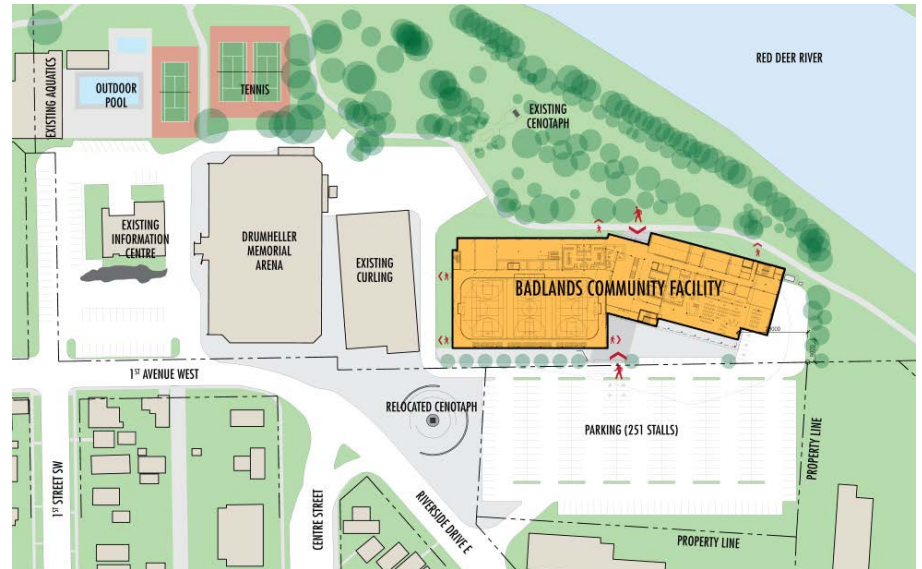 RED DEER RIVER
EXISTING AQUATICS
OUTDOOR
POOL
TENNIS
EXISTING
CENOTAPH
EXISTING
INFORMATION
CENTRE
DRUMHELLER
MEMORIAL
ARENA
EXISTING
CURLING
BADLANDS COMMUNITY FACILITY
1ST AVENUE WEST
RELOCATED CENOTAPH
PARKING (251 STALLS)
PROPERTY LINE
1ST STREET SW
CENTRE STREET
RIVERSIDE DRIVE E
PROPERTY LINE